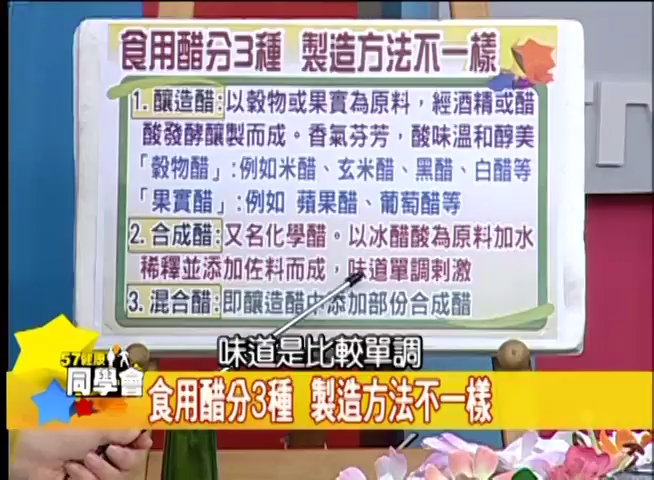 食用醋分3種 製造方法不一樣
1. 釀造醋:以穀物或果實為原料，經酒精或醋
酸發酵釀製而成。香氣芬芳，酸味溫和醇美
「穀物醋」:例如米醋、玄米醋、黑醋、白醋等
「果實醋」:例如 蘋果醋、葡萄醋等
2. 合成醋:又名化學醋。以冰醋酸為原料加水
稀釋並添加佐料而成，味道單調刺激
3. 混合醋:即釀造醋中添加部份合成醋
味道是比較單調
57健康
同學會
食用醋分3種 製造方法不一樣